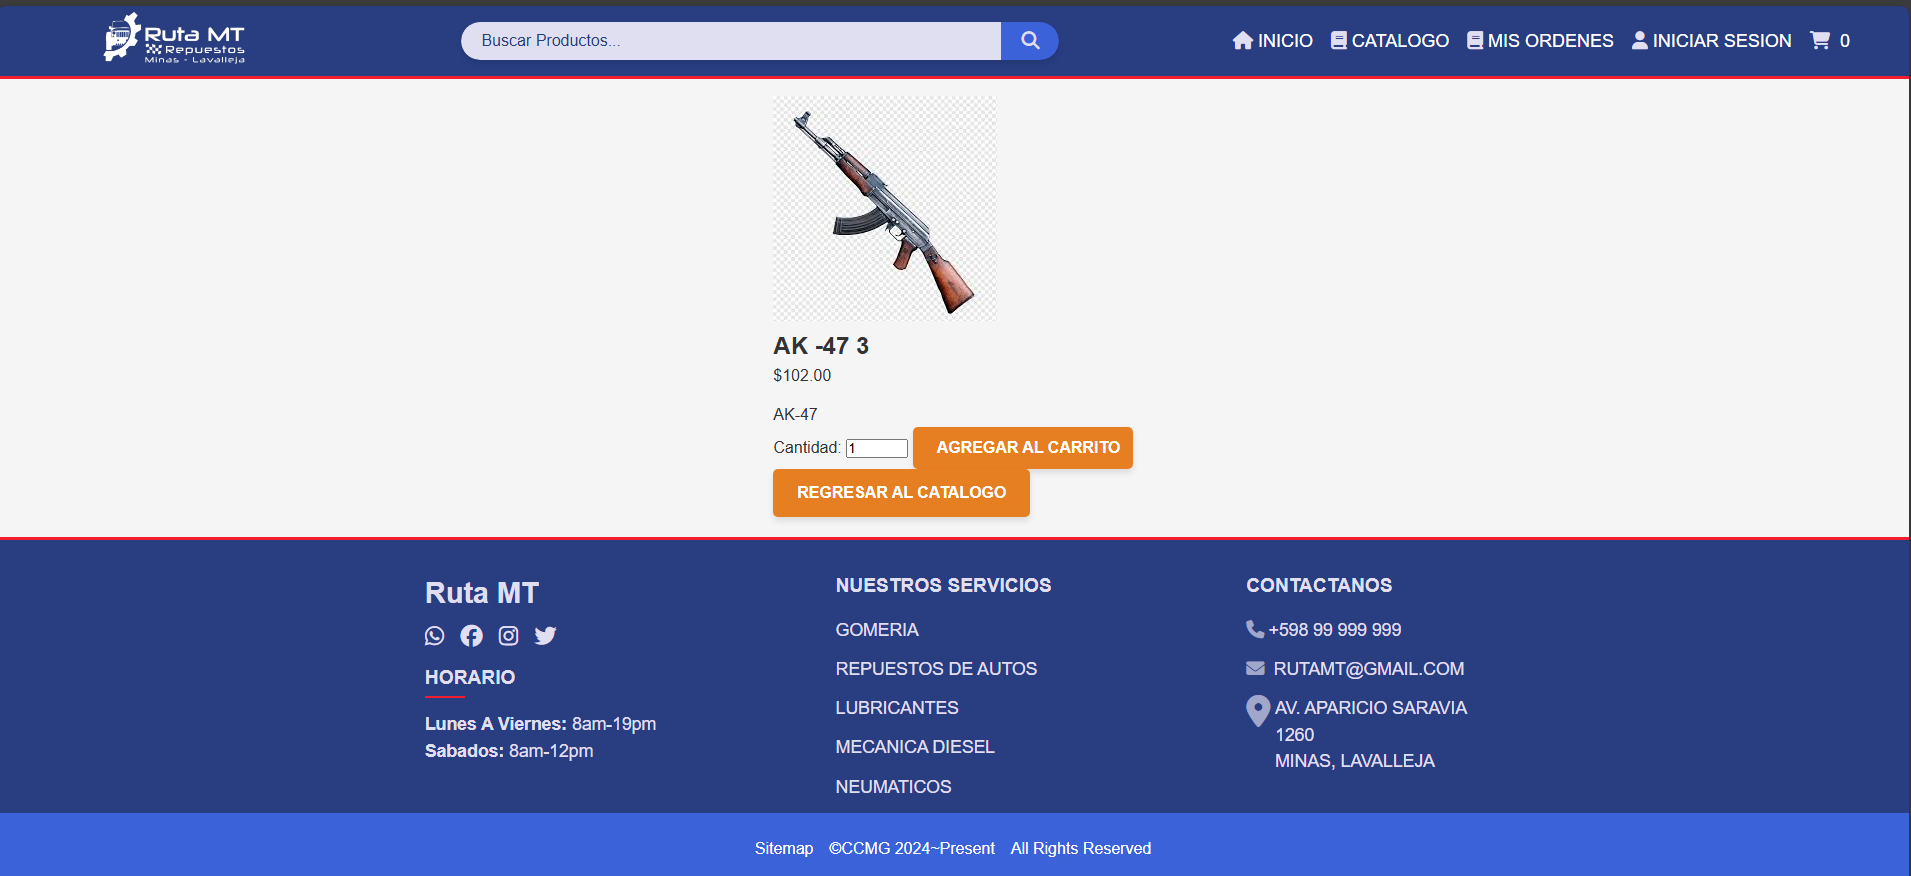 Ruta MT
Repuestos
Minas - Lavalleja
Buscar Productos...
INICIO
CATALOGO
MIS ORDENES
INICIAR SESION
0
AK -47 3
$102.00
AK-47
Cantidad: 1
AGREGAR AL CARRITO
REGRESAR AL CATALOGO
Ruta MT
HORARIO
Lunes A Viernes: 8am-19pm
Sabados: 8am-12pm
NUESTROS SERVICIOS
GOMERIA
REPUESTOS DE AUTOS
LUBRICANTES
MECANICA DIESEL
NEUMATICOS
CONTACTANOS
+598 99 999 999
RUTAMT@GMAIL.COM
AV. APARICIO SARAVIA
1260
MINAS, LAVALLEJA
Sitemap ©CCMG 2024~Present All Rights Reserved